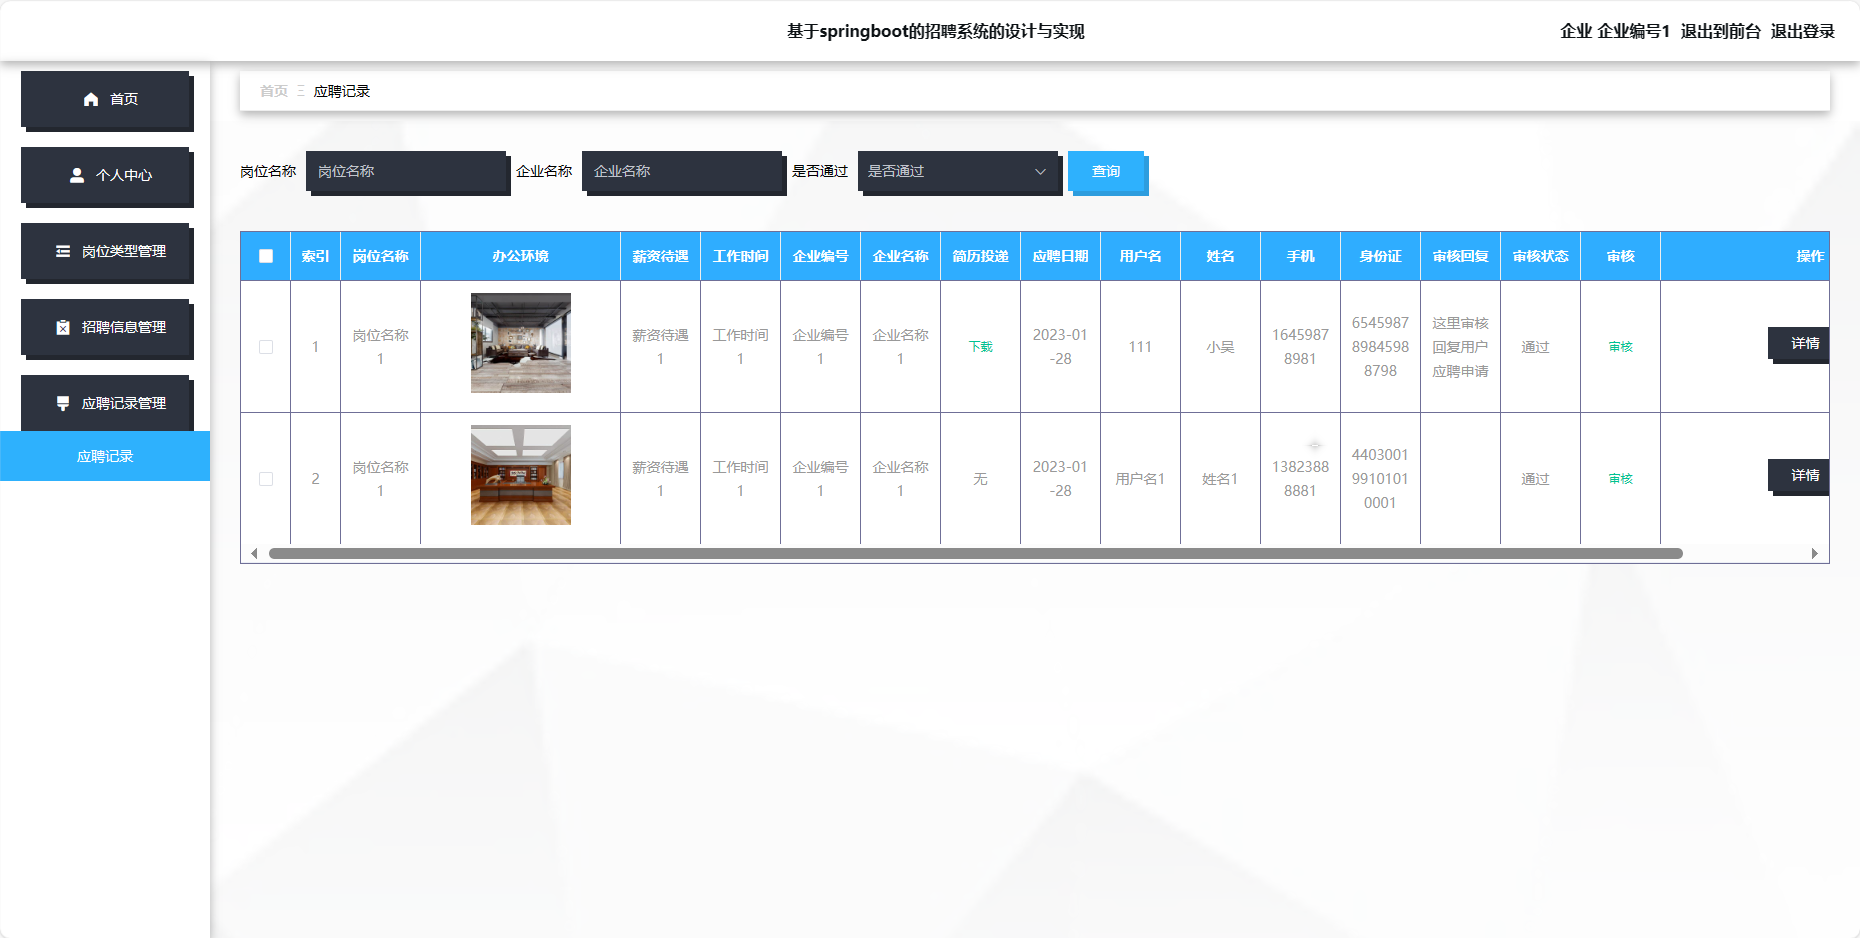 基于springboot的招聘系统的设计与实现
企业 企业编号1 退出到前台 退出登录
首页
个人中心
岗位类型管理
招聘信息管理
应聘记录管理
应聘记录
首页 应聘记录
岗位名称 岗位名称 企业名称 企业名称 是否通过 是否通过 查询
索引 岗位名称 办公环境 薪资待遇 工作时间 企业编号 企业名称 简历投递 应聘日期 用户名 姓名 手机 身份证 审核回复 审核状态 审核 操作
1
岗位名称
1
薪资待遇
1
工作时间
1
企业编号
1
企业名称
1
下载
2023-01
-28
111
小吴
1645987
8981
6545987
8984598
8798
这里审核
回复用户
应聘申请
通过
审核
详情
2
岗位名称
1
薪资待遇
1
工作时间
1
企业编号
1
企业名称
1
无
2023-01
-28
用户名1
姓名1
1382388
8881
4403001
9910101
0001
通过
审核
详情